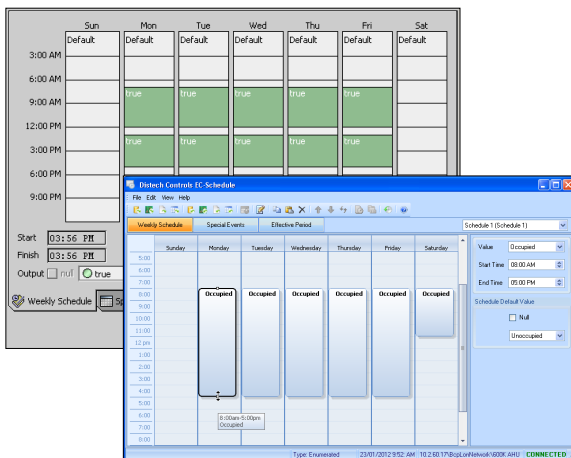 Sun Mon Tue Wed Thu Fri Sat
Default Default Default Default Default Default Default
3:00 AM
6:00 AM
9:00 AM
true true true true true
12:00 PM
3:00 PM
true true true true true
6:00 PM
9:00 PM
Start 03:56 PM
Finish 03:56 PM
Output null true
Weekly Schedule Sp
Distech Controls EC-Schedule
File Edit View Help
Weekly Schedule Special Events Effective Period Schedule 1 (Schedule 1)
Sunday Monday Tuesday Wednesday Thursday Friday Saturday
5:00
6:00
7:00
8:00
9:00
10:00
11:00
12 pm
1:00
2:00
3:00
4:00
5:00
6:00
7:00
8:00
Occupied Occupied Occupied Occupied Occupied Occupied
8:00am-5:00pm
Occupied
Value Occupied
Start Time 08:00 AM
End Time 05:00 PM
Schedule Default Value
Null
Unoccupied
Type: Enumerated 23/01/2012 9:52 AM 10.2.60.17\BcpLonNetwork\600K AHU CONNECTED